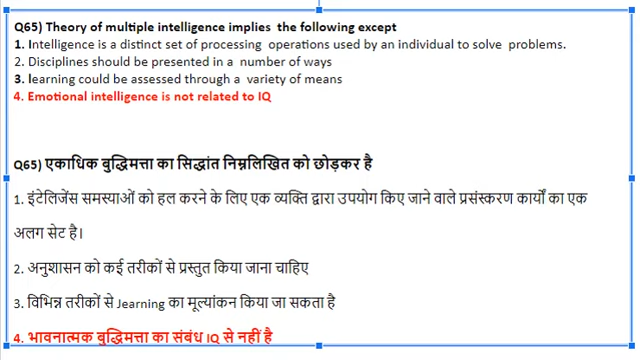 Q65) Theory of multiple intelligence implies the following except
1. Intelligence is a distinct set of processing operations used by an individual to solve problems.
2. Disciplines should be presented in a number of ways
3. learning could be assessed through a variety of means
4. Emotional intelligence is not related to IQ
Q65) एकाधिक बुद्धिमत्ता का सिद्धांत निम्नलिखित को छोड़कर है
1. इंटेलिजेंस समस्याओं को हल करने के लिए एक व्यक्ति द्वारा उपयोग किए जाने वाले प्रसंस्करण कार्यों का एक
अलग सेट है।
2. अनुशासन को कई तरीकों से प्रस्तुत किया जाना चाहिए
3. विभिन्न तरीकों से Jearning का मूल्यांकन किया जा सकता है
4. भावनात्मक बुद्धिमत्ता का संबंध IQ से नहीं है